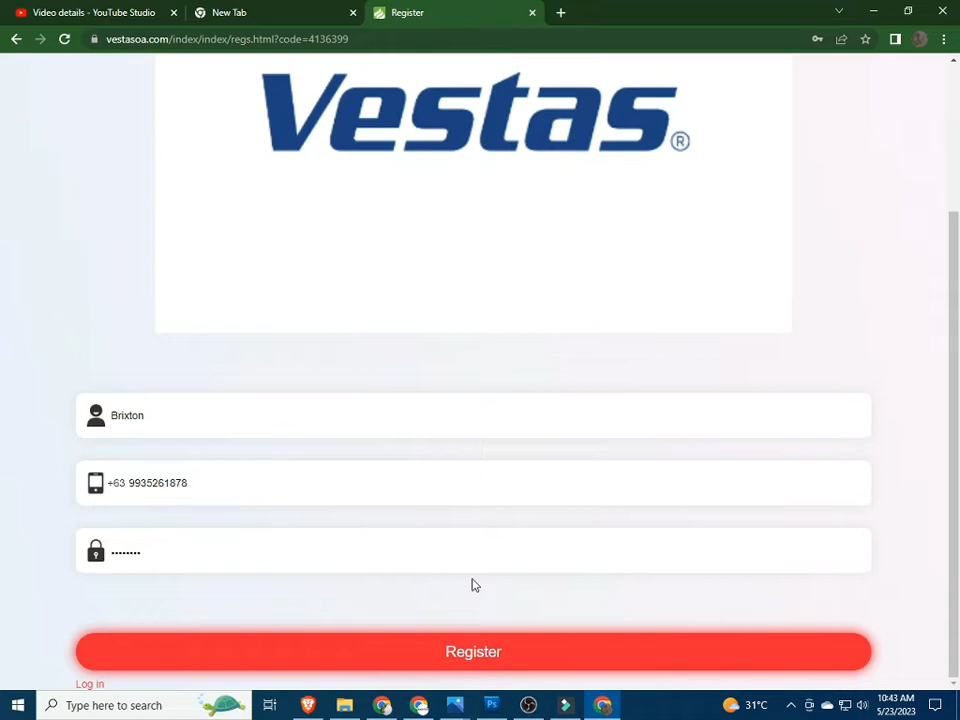 Video details - YouTube Studio
New Tab
Register
vestasoa.com/index/index/regs.html?code=4136399
Vestas®
Brixton
+63 9935261878
••••••••
Register
Log in
Type here to search
31°C
10:43 AM
5/23/2023